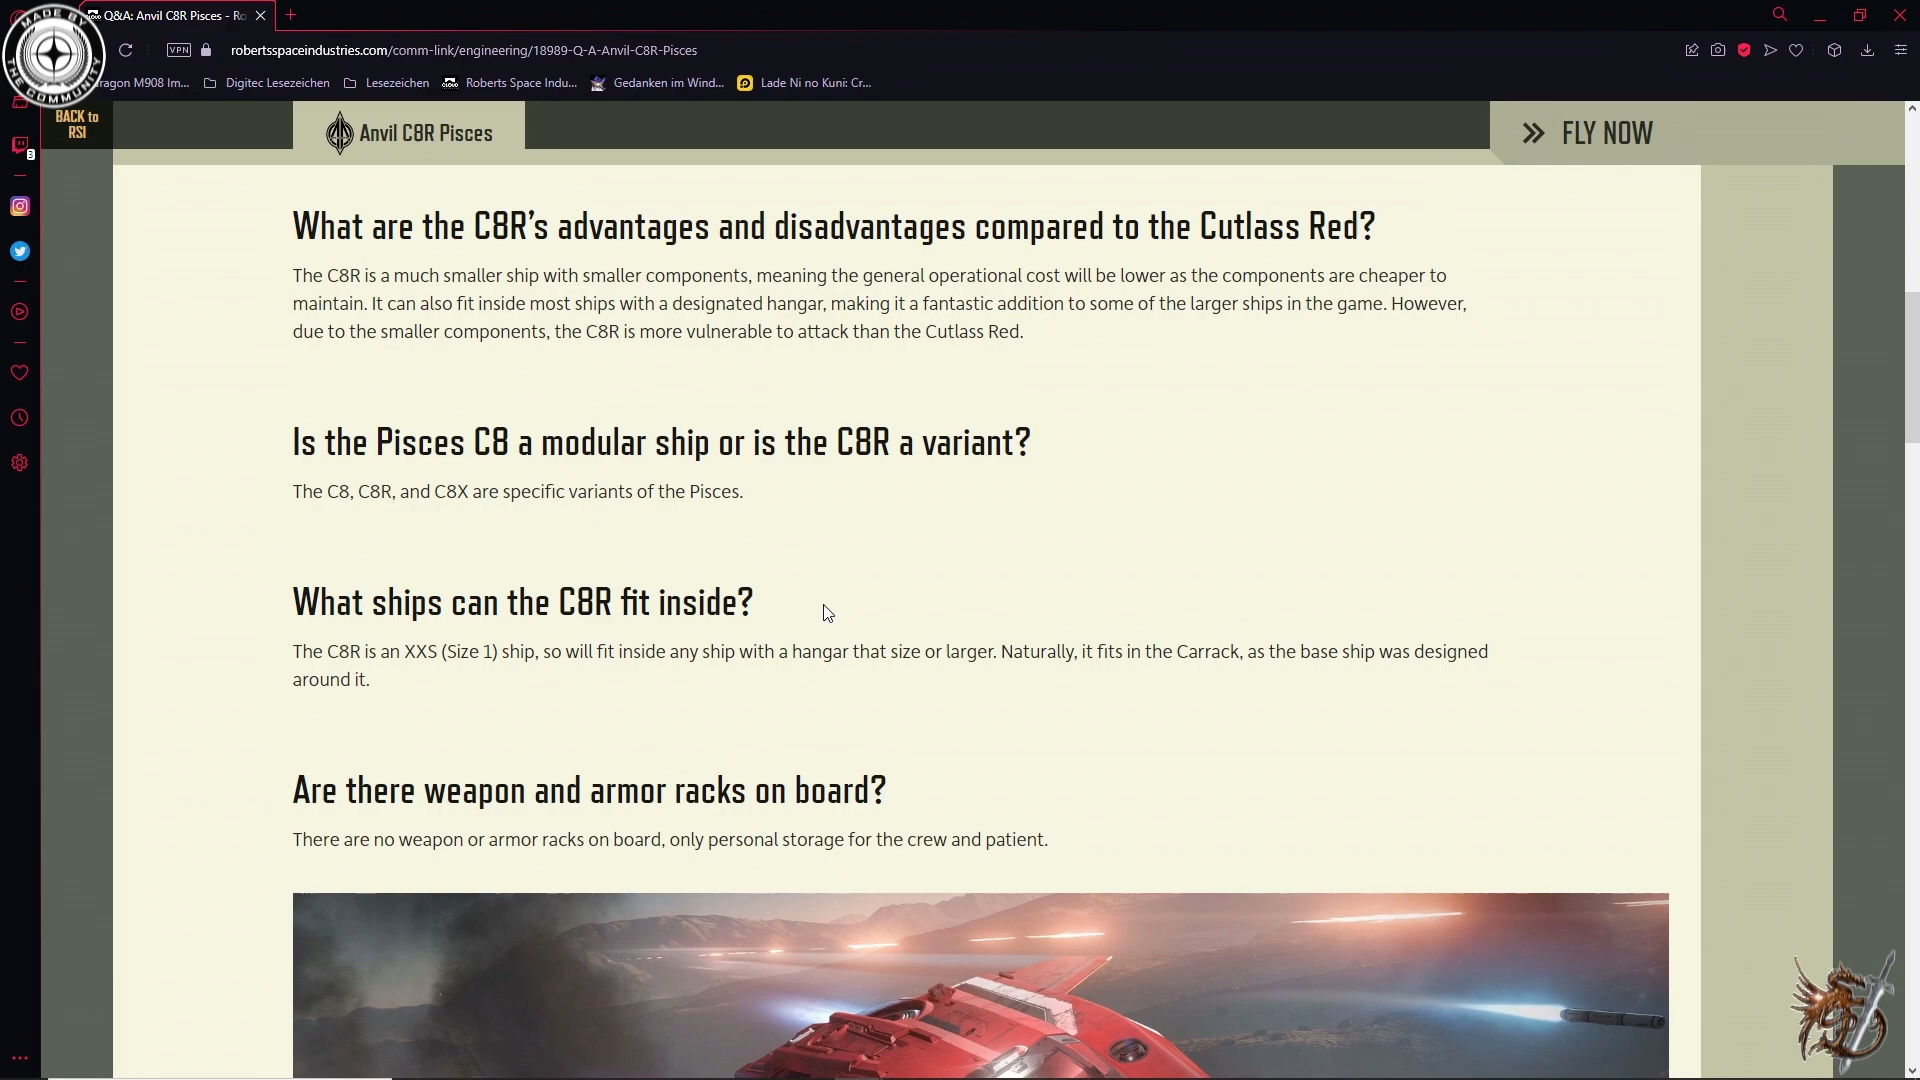 MADE BY
THE COMMUNITY
Q&A: Anvil C8R Pisces - Ro
VPN
robertsspaceindustries.com/comm-link/engineering/18989-Q-A-Anvil-C8R-Pisces
ragon M908 Im...
Digitec Lesezeichen
Lesezeichen
Roberts Space Indu...
Gedanken im Wind...
Lade Ni no Kuni: Cr...
BACK to
RSI
Anvil C8R Pisces
FLY NOW
3
What are the C8R’s advantages and disadvantages compared to the Cutlass Red?
The C8R is a much smaller ship with smaller components, meaning the general operational cost will be lower as the components are cheaper to
maintain. It can also fit inside most ships with a designated hangar, making it a fantastic addition to some of the larger ships in the game. However,
due to the smaller components, the C8R is more vulnerable to attack than the Cutlass Red.
Is the Pisces C8 a modular ship or is the C8R a variant?
The C8, C8R, and C8X are specific variants of the Pisces.
What ships can the C8R fit inside?
The C8R is an XXS (Size 1) ship, so will fit inside any ship with a hangar that size or larger. Naturally, it fits in the Carrack, as the base ship was designed
around it.
Are there weapon and armor racks on board?
There are no weapon or armor racks on board, only personal storage for the crew and patient.